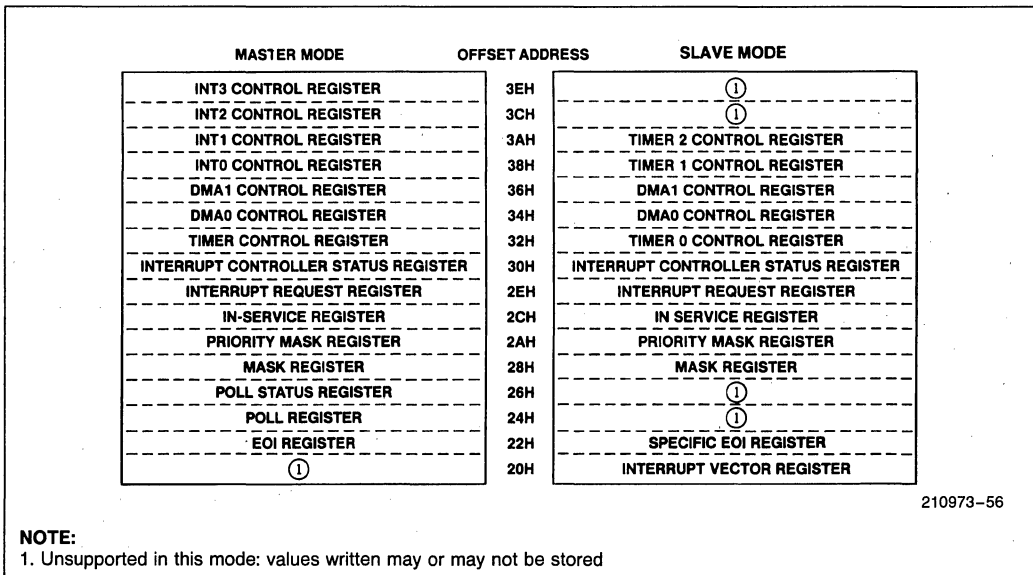 MASTER MODE OFFSET ADDRESS SLAVE MODE
INT3 CONTROL REGISTER 3EH ①
INT2 CONTROL REGISTER 3CH ①
INT1 CONTROL REGISTER 3AH TIMER 2 CONTROL REGISTER
INT0 CONTROL REGISTER 38H TIMER 1 CONTROL REGISTER
DMA1 CONTROL REGISTER 36H DMA1 CONTROL REGISTER
DMA0 CONTROL REGISTER 34H DMA0 CONTROL REGISTER
TIMER CONTROL REGISTER 32H TIMER 0 CONTROL REGISTER
INTERRUPT CONTROLLER STATUS REGISTER 30H INTERRUPT CONTROLLER STATUS REGISTER
INTERRUPT REQUEST REGISTER 2EH INTERRUPT REQUEST REGISTER
IN-SERVICE REGISTER 2CH IN SERVICE REGISTER
PRIORITY MASK REGISTER 2AH PRIORITY MASK REGISTER
MASK REGISTER 28H MASK REGISTER
POLL STATUS REGISTER 26H ①
POLL REGISTER 24H ①
EOI REGISTER 22H SPECIFIC EOI REGISTER
① 20H INTERRUPT VECTOR REGISTER
210973–56
NOTE:
1. Unsupported in this mode: values written may or may not be stored